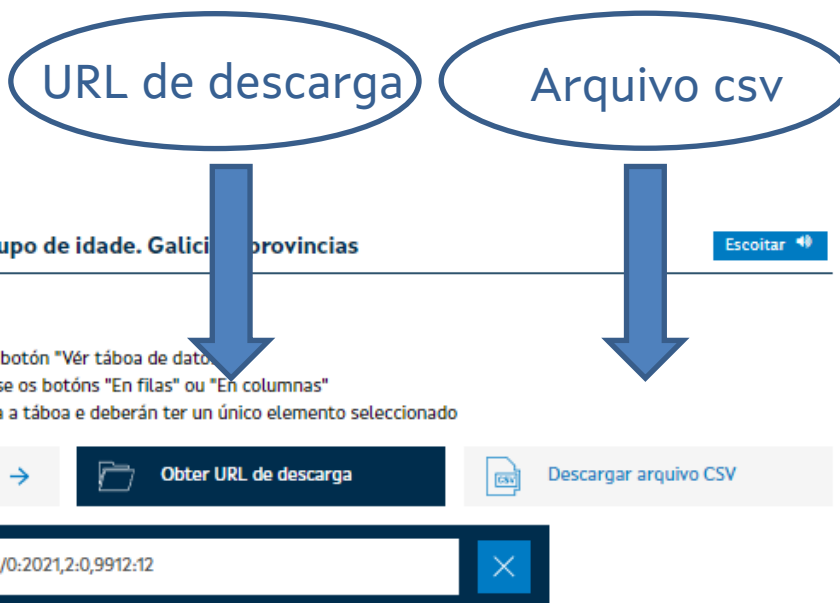 URL de descarga
Arquivo csv
upo de idade. Galici provincias
Escoitar
botón "Vér táboa de dato
se os botóns "En filas" ou "En columnas"
a táboa e deberán ter un único elemento seleccionado
Obter URL de descarga
CSV
Descargar arquivo CSV
/0:2021,2:0,9912:12